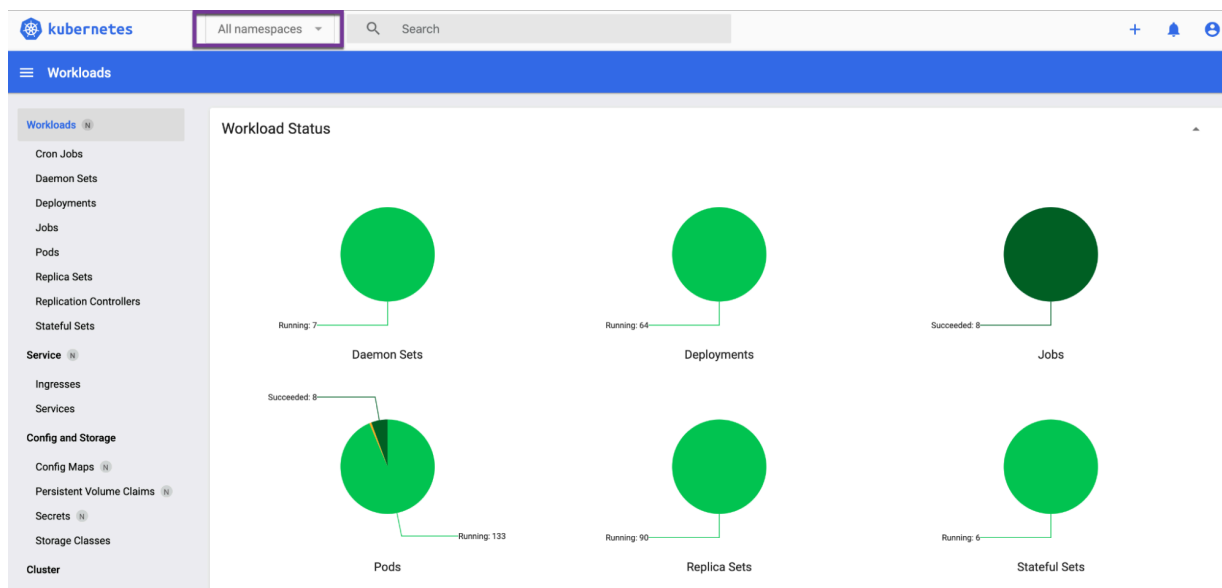 kubernetes
All namespaces
Search
Workloads
Workloads N
Cron Jobs
Daemon Sets
Deployments
Jobs
Pods
Replica Sets
Replication Controllers
Stateful Sets
Service N
Ingresses
Services
Config and Storage
Config Maps N
Persistent Volume Claims N
Secrets N
Storage Classes
Cluster
Workload Status
Running: 7
Daemon Sets
Running: 64
Deployments
Succeeded: 8
Jobs
Succeeded: 8
Running: 133
Pods
Running: 90
Replica Sets
Running: 6
Stateful Sets